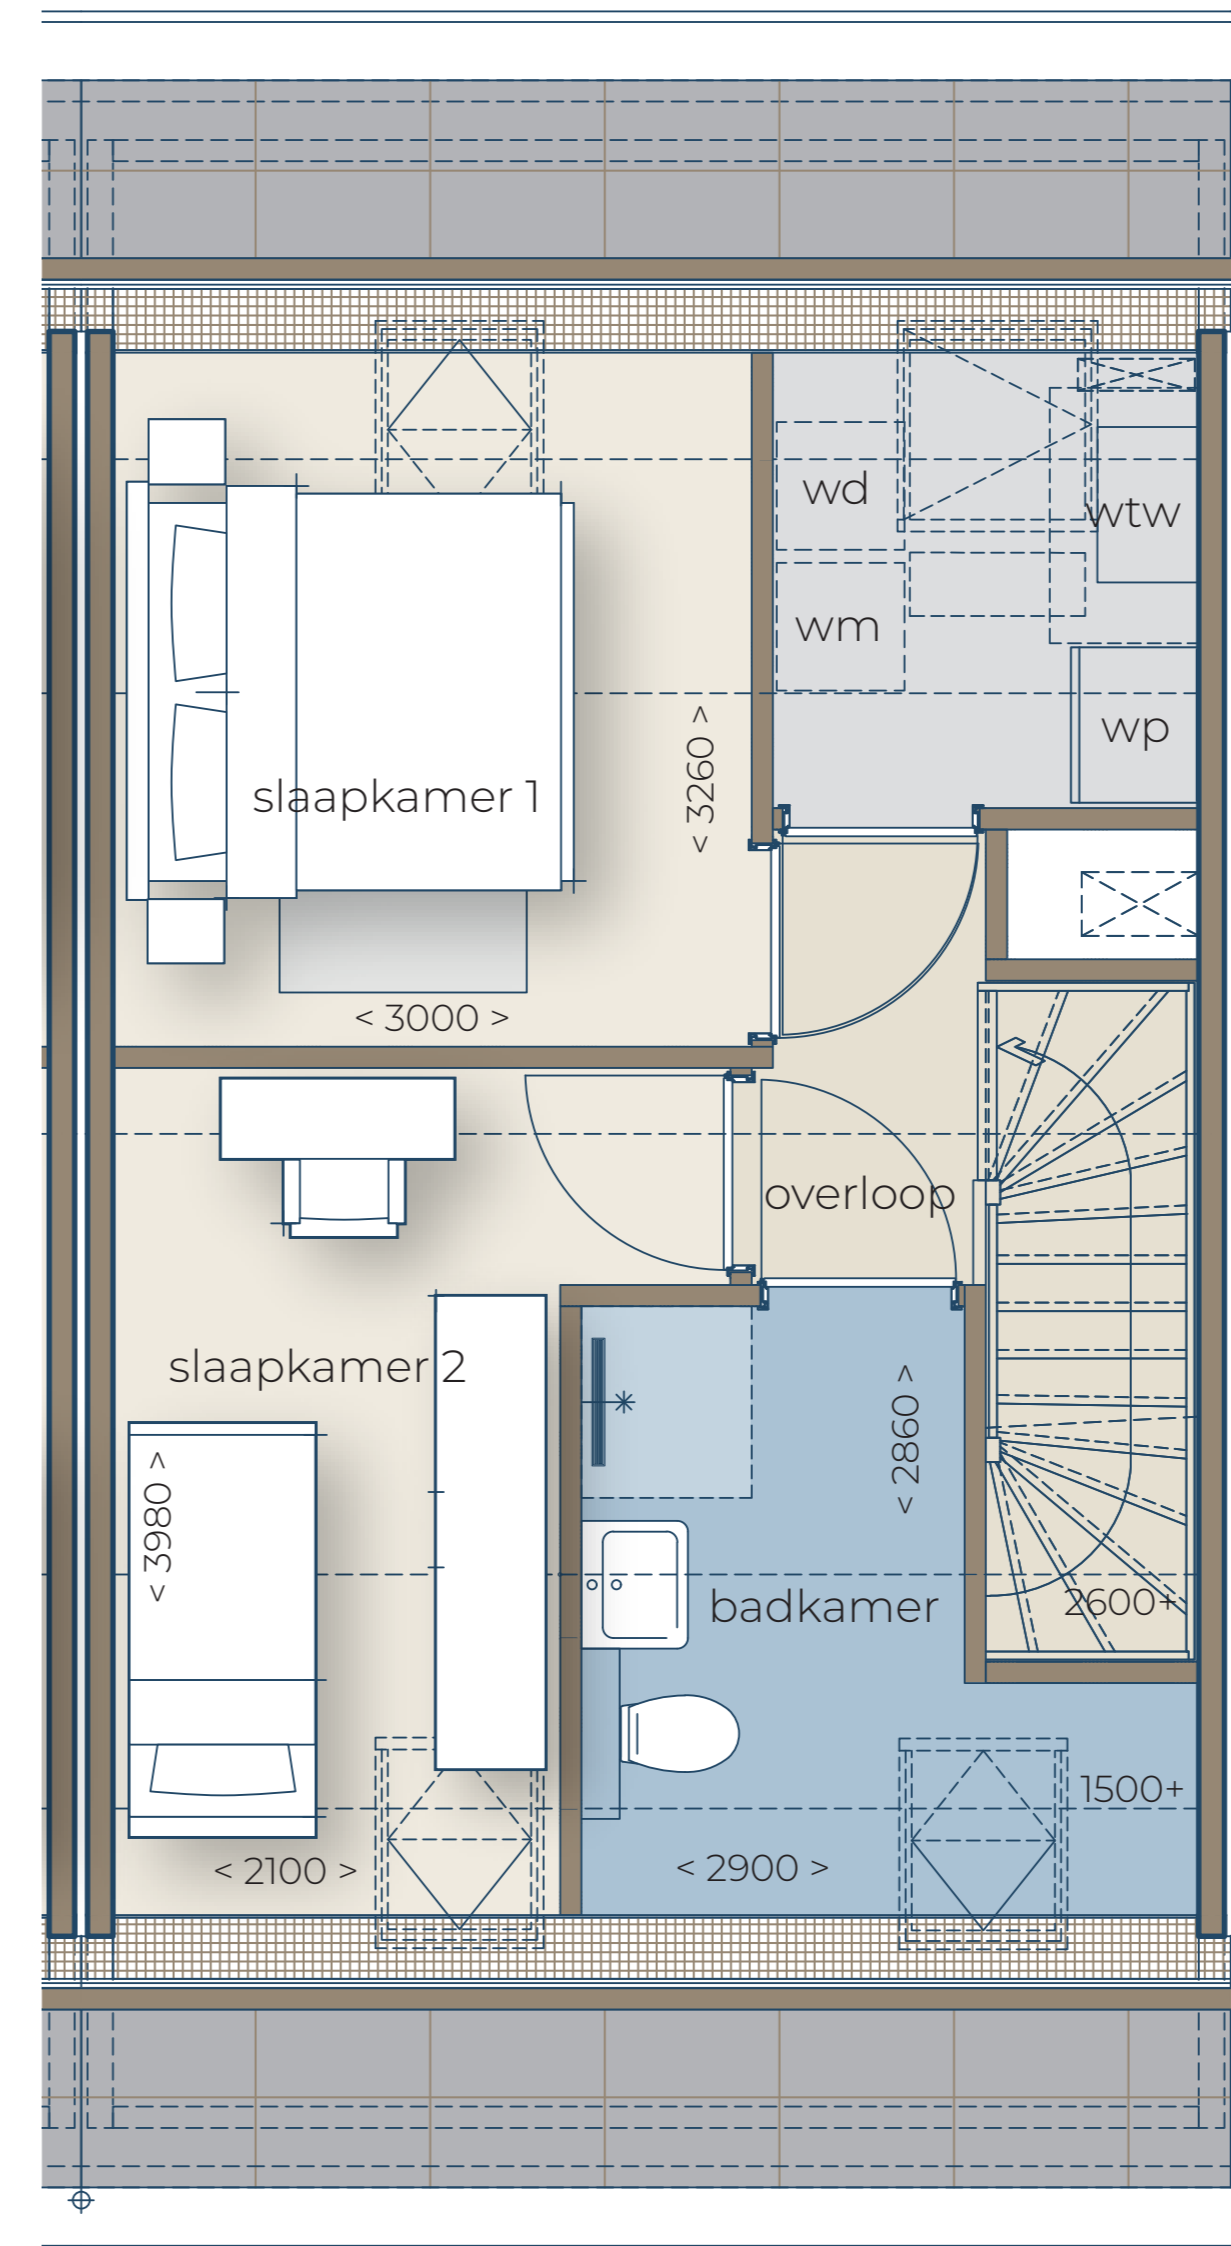 wd
wtw
wm
wp
< 3260 >
slaapkamer 1
< 3000 >
overloop
slaapkamer 2
< 2860 >
< 3980 >
2600+
badkamer
1500+
< 2100 >
< 2900 >